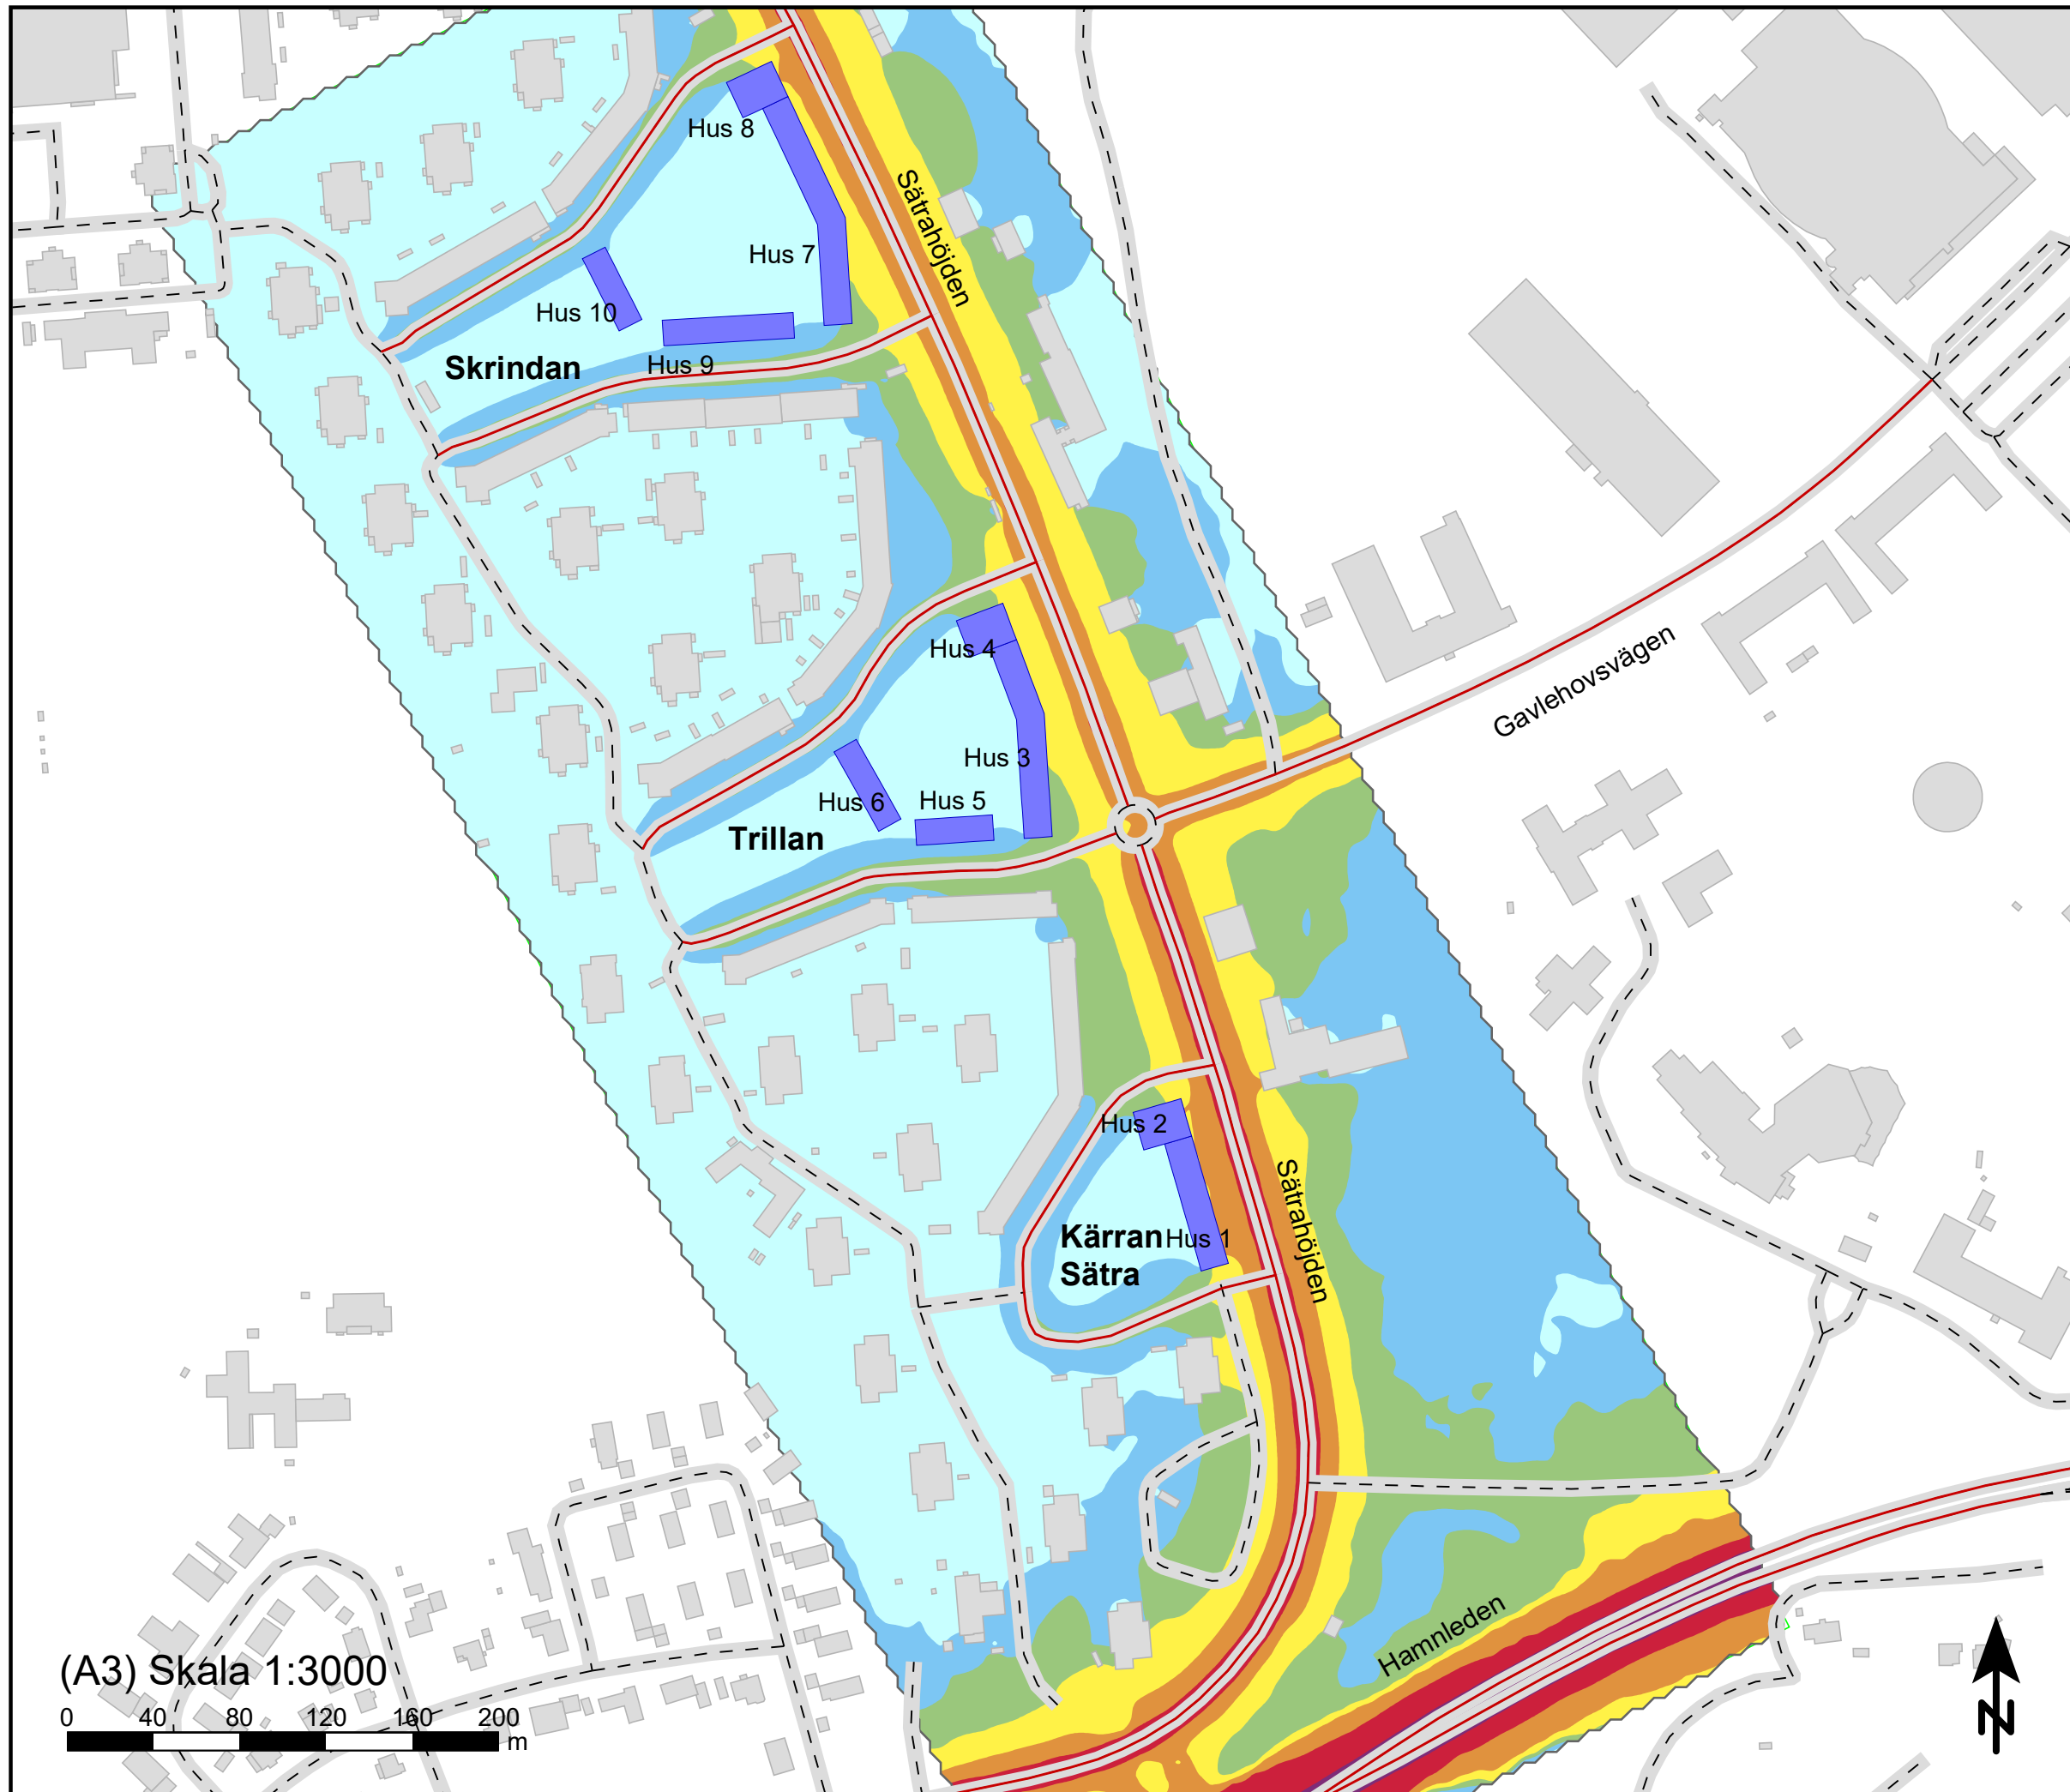 Hus 8
Sätrahöjden
Hus 7
Hus 10
Hus 9
Skrindan
Hus 4
Gavlehovsvägen
Hus 3
Hus 6
Hus 5
Trillan
Hus 2
Sätrahöjden
Kärran
Hus 1
Sätra
Hamnleden
(A3) Skala 1:3000
0 40 80 120 160 200
m
N